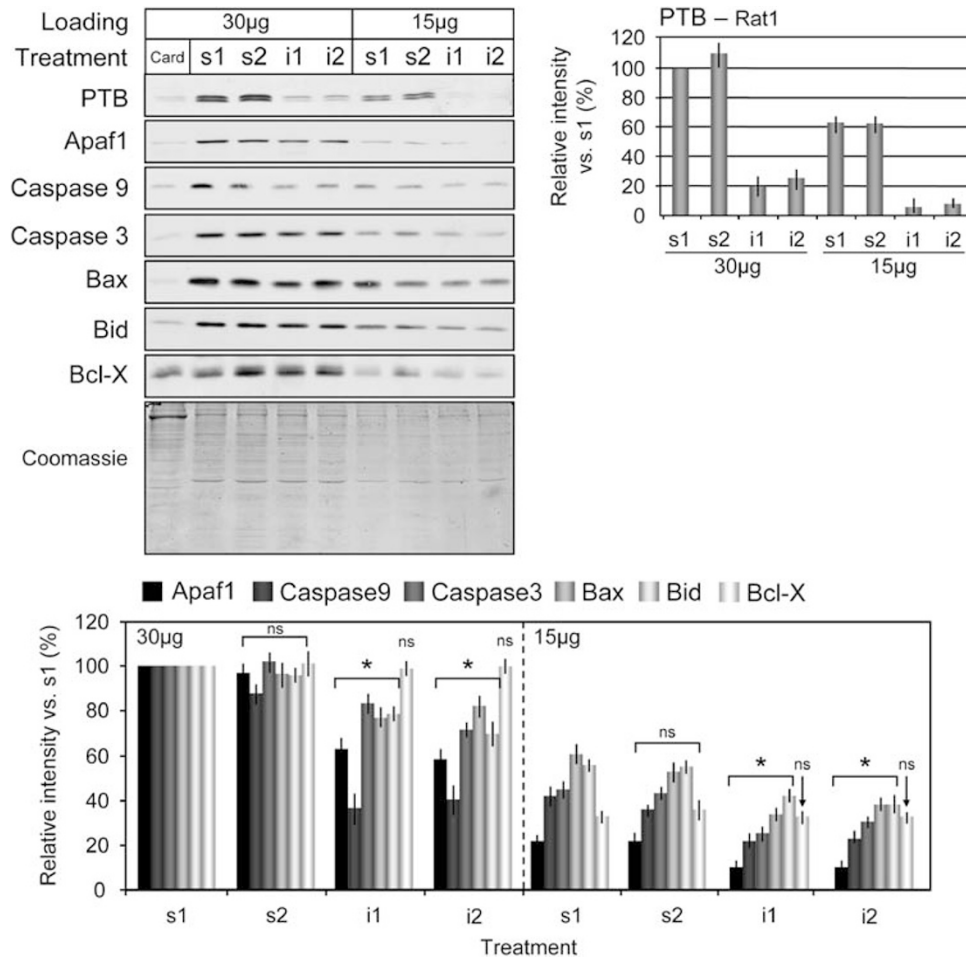 Loading 30µg 15µg
Treatment Card s1 s2 i1 i2 s1 s2 i1 i2
PTB
Apaf1
Caspase 9
Caspase 3
Bax
Bid
Bcl-X
Coomassie
PTB – Rat1
Relative intensity
vs. s1 (%)
120
100
80
60
40
20
0
s1 s2 i1 i2 s1 s2 i1 i2
30µg 15µg
Apaf1 Caspase9 Caspase3 Bax Bid Bcl-X
Relative intensity vs. s1 (%)
120
100
80
60
40
20
0
30µg 15µg
ns * ns * ns ns * ns * ns
s1 s2 i1 i2 s1 s2 i1 i2
Treatment